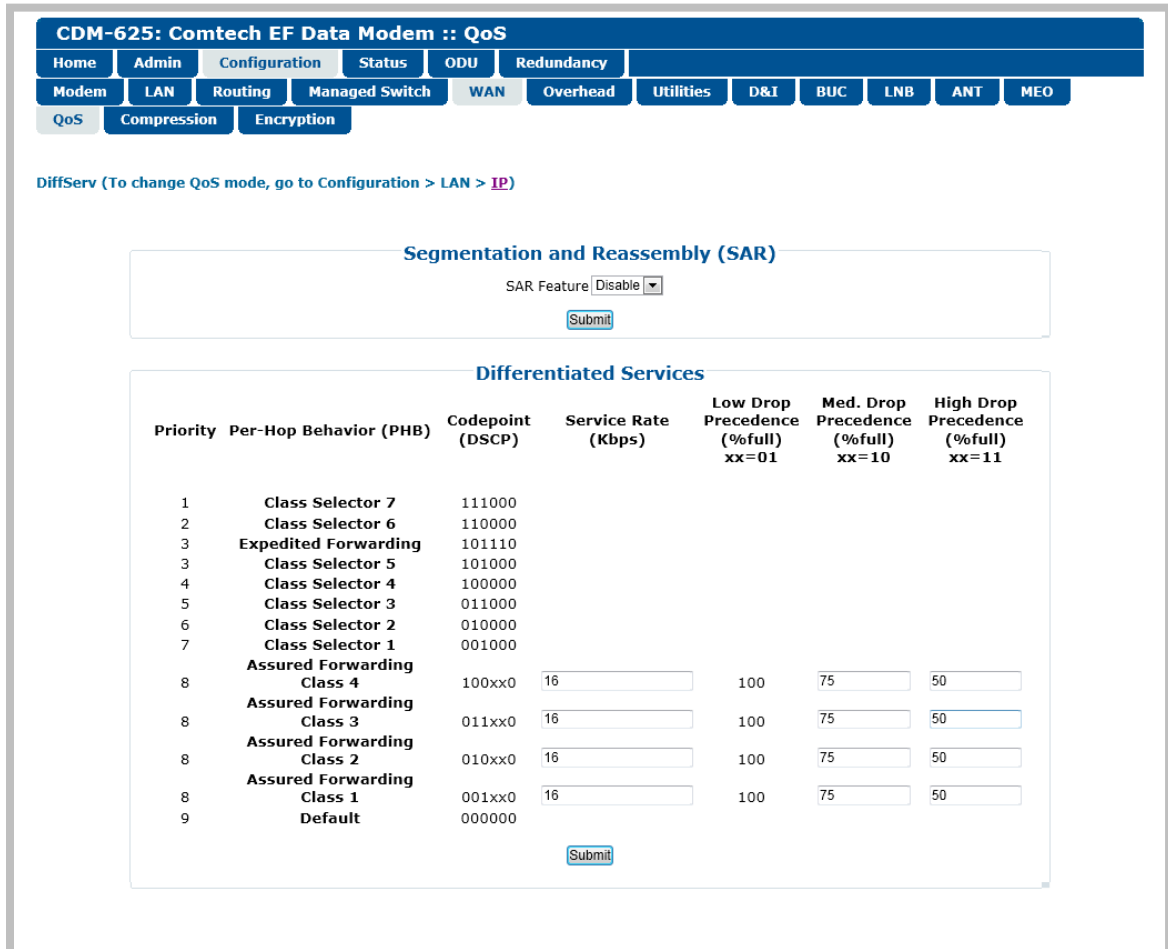 CDM-625: Comtech EF Data Modem :: QoS
Home Admin Configuration Status ODU Redundancy
Modem LAN Routing Managed Switch WAN Overhead Utilities D&I BUC LNB ANT MEO
QoS Compression Encryption
DiffServ (To change QoS mode, go to Configuration > LAN > IP)
Segmentation and Reassembly (SAR)
SAR Feature Disable
Submit
Differentiated Services
Priority Per-Hop Behavior (PHB) Codepoint (DSCP) Service Rate (Kbps) Low Drop Precedence (%full) xx=01 Med. Drop Precedence (%full) xx=10 High Drop Precedence (%full) xx=11
1 Class Selector 7 111000
2 Class Selector 6 110000
3 Expedited Forwarding 101110
3 Class Selector 5 101000
4 Class Selector 4 100000
5 Class Selector 3 011000
6 Class Selector 2 010000
7 Class Selector 1 001000
8 Assured Forwarding Class 4 100xx0 16 100 75 50
8 Assured Forwarding Class 3 011xx0 16 100 75 50
8 Assured Forwarding Class 2 010xx0 16 100 75 50
8 Assured Forwarding Class 1 001xx0 16 100 75 50
9 Default 000000
Submit